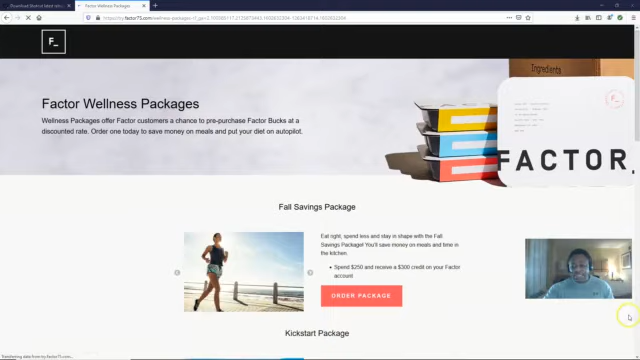 Factor Wellness Packages
F_
Factor Wellness Packages
Wellness Packages offer Factor customers a chance to pre-purchase Factor Bucks at a
discounted rate. Order one today to save money on meals and put your diet on autopilot.
Ingredients
FACTOR_
Fall Savings Package
Eat right, spend less and stay in shape with the Fall
Savings Package! You'll save money on meals and time in
the kitchen:
Spend $250 and receive a $300 credit on your Factor
account
ORDER PACKAGE
Kickstart Package